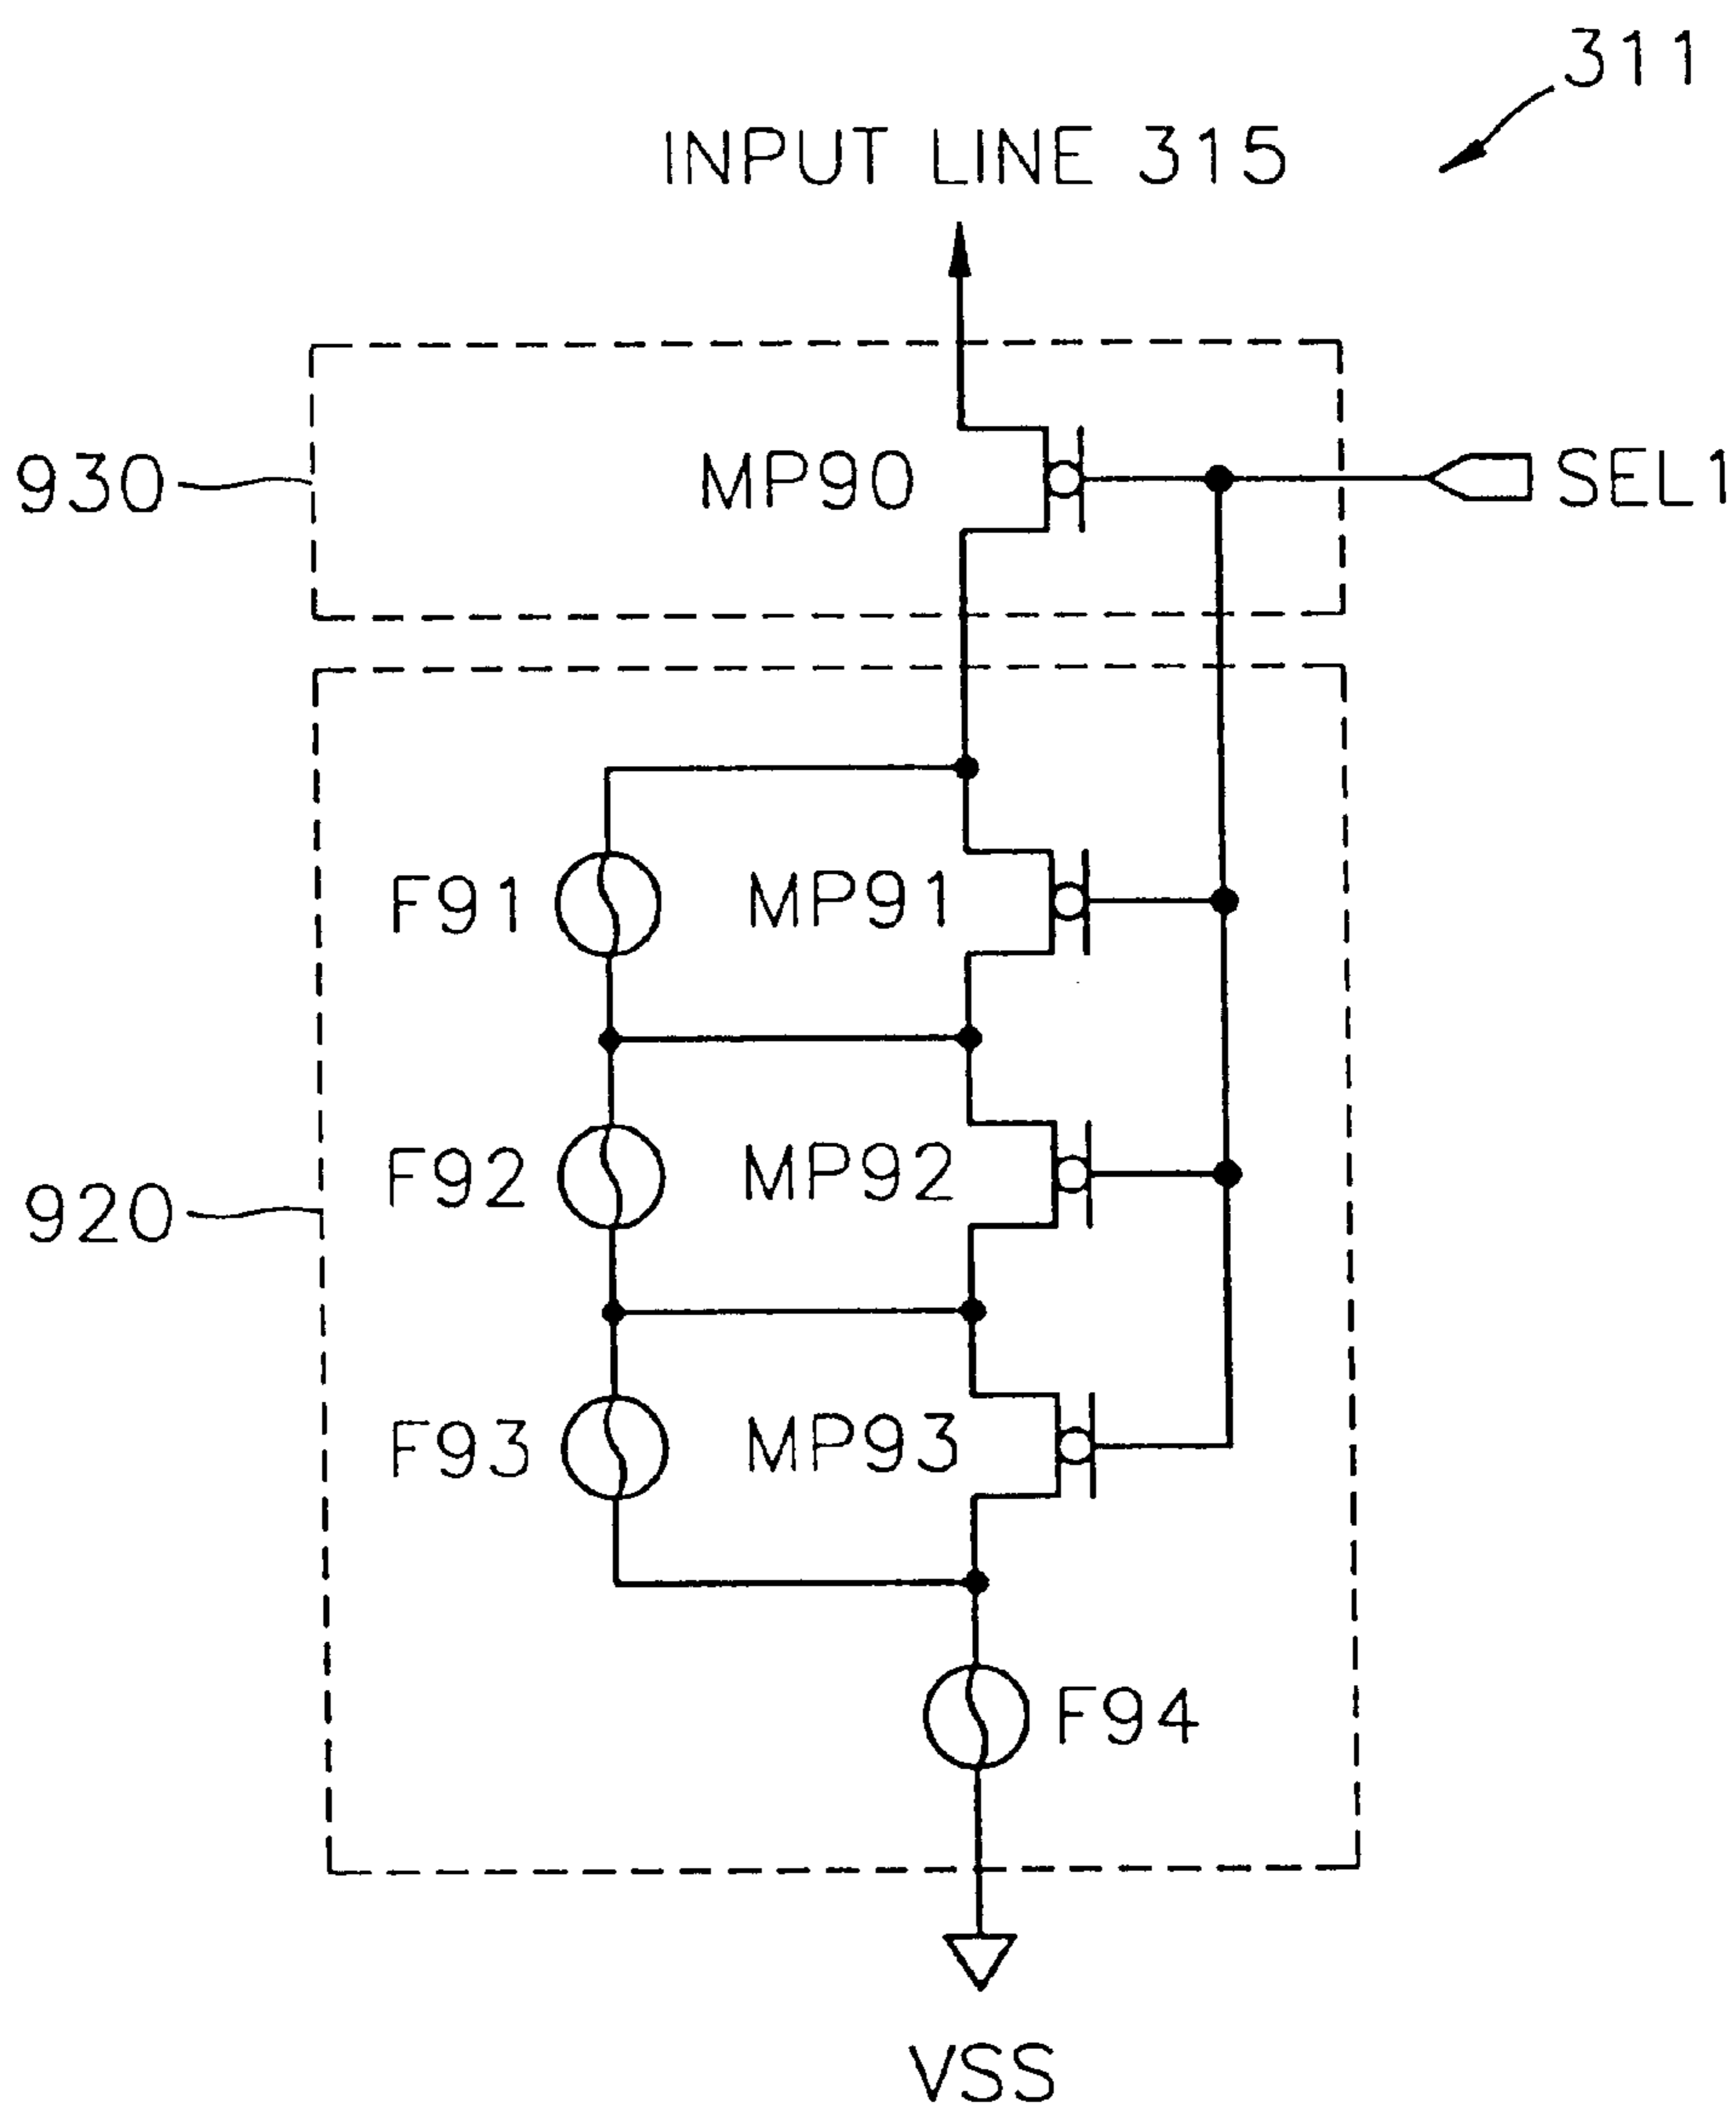 311
INPUT LINE 315
930
MP90
SEL1
F91
MP91
F92
MP92
920
F93
MP93
F94
VSS